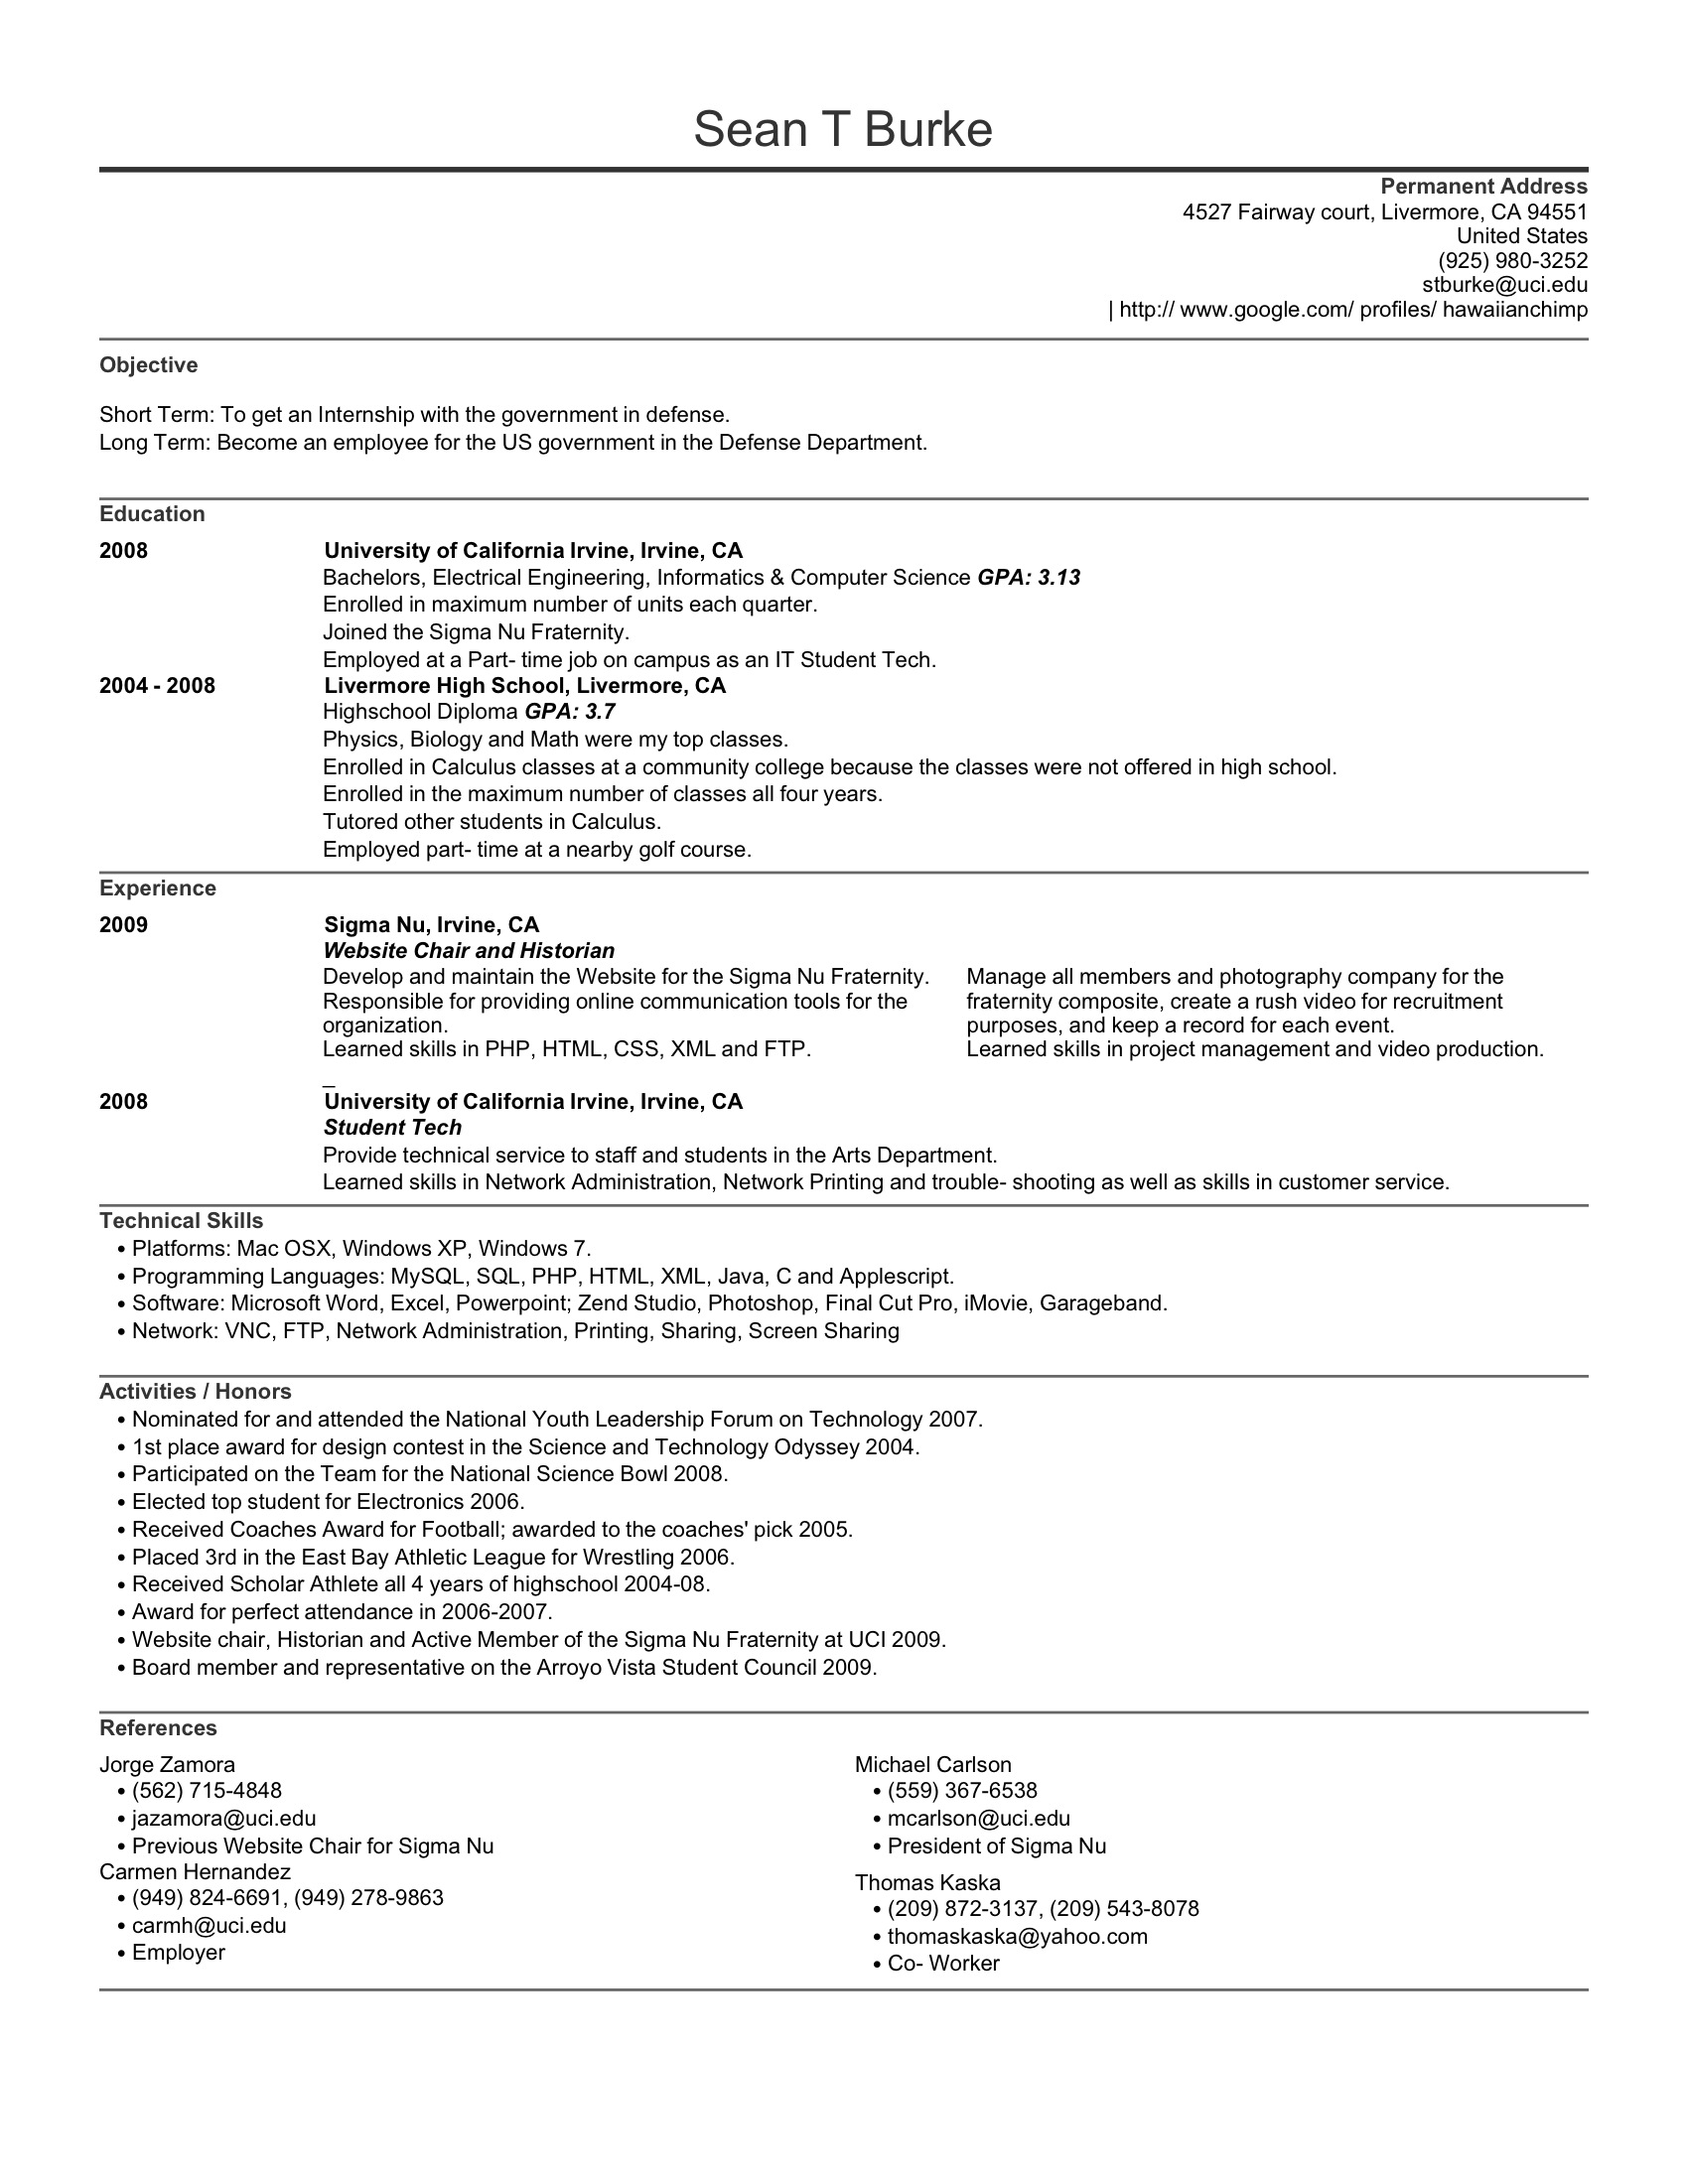 Sean T Burke
Permanent Address
4527 Fairway court, Livermore, CA 94551
United States
(925) 980-3252
stburke@uci.edu
| http:// www.google.com/ profiles/ hawaiianchimp
Objective
Short Term: To get an Internship with the government in defense.
Long Term: Become an employee for the US government in the Defense Department.
Education
2008 University of California Irvine, Irvine, CA
Bachelors, Electrical Engineering, Informatics & Computer Science GPA: 3.13
Enrolled in maximum number of units each quarter.
Joined the Sigma Nu Fraternity.
Employed at a Part- time job on campus as an IT Student Tech.
2004 - 2008 Livermore High School, Livermore, CA
Highschool Diploma GPA: 3.7
Physics, Biology and Math were my top classes.
Enrolled in Calculus classes at a community college because the classes were not offered in high school.
Enrolled in the maximum number of classes all four years.
Tutored other students in Calculus.
Employed part- time at a nearby golf course.
Experience
2009 Sigma Nu, Irvine, CA
Website Chair and Historian
Develop and maintain the Website for the Sigma Nu Fraternity.
Responsible for providing online communication tools for the
organization.
Learned skills in PHP, HTML, CSS, XML and FTP.
_
Manage all members and photography company for the
fraternity composite, create a rush video for recruitment
purposes, and keep a record for each event.
Learned skills in project management and video production.
2008 University of California Irvine, Irvine, CA
Student Tech
Provide technical service to staff and students in the Arts Department.
Learned skills in Network Administration, Network Printing and trouble- shooting as well as skills in customer service.
Technical Skills
• Platforms: Mac OSX, Windows XP, Windows 7.
• Programming Languages: MySQL, SQL, PHP, HTML, XML, Java, C and Applescript.
• Software: Microsoft Word, Excel, Powerpoint; Zend Studio, Photoshop, Final Cut Pro, iMovie, Garageband.
• Network: VNC, FTP, Network Administration, Printing, Sharing, Screen Sharing
Activities / Honors
• Nominated for and attended the National Youth Leadership Forum on Technology 2007.
• 1st place award for design contest in the Science and Technology Odyssey 2004.
• Participated on the Team for the National Science Bowl 2008.
• Elected top student for Electronics 2006.
• Received Coaches Award for Football; awarded to the coaches' pick 2005.
• Placed 3rd in the East Bay Athletic League for Wrestling 2006.
• Received Scholar Athlete all 4 years of highschool 2004-08.
• Award for perfect attendance in 2006-2007.
• Website chair, Historian and Active Member of the Sigma Nu Fraternity at UCI 2009.
• Board member and representative on the Arroyo Vista Student Council 2009.
References
Jorge Zamora
• (562) 715-4848
• jazamora@uci.edu
• Previous Website Chair for Sigma Nu
Carmen Hernandez
• (949) 824-6691, (949) 278-9863
• carmh@uci.edu
• Employer
Michael Carlson
• (559) 367-6538
• mcarlson@uci.edu
• President of Sigma Nu
Thomas Kaska
• (209) 872-3137, (209) 543-8078
• thomaskaska@yahoo.com
• Co- Worker